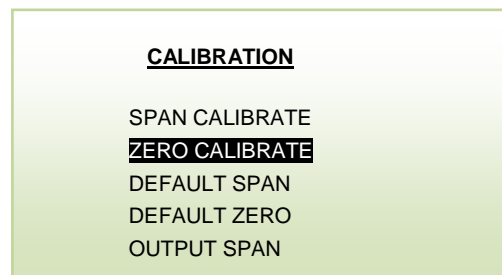 CALIBRATION
SPAN CALIBRATE
ZERO CALIBRATE
DEFAULT SPAN
DEFAULT ZERO
OUTPUT SPAN